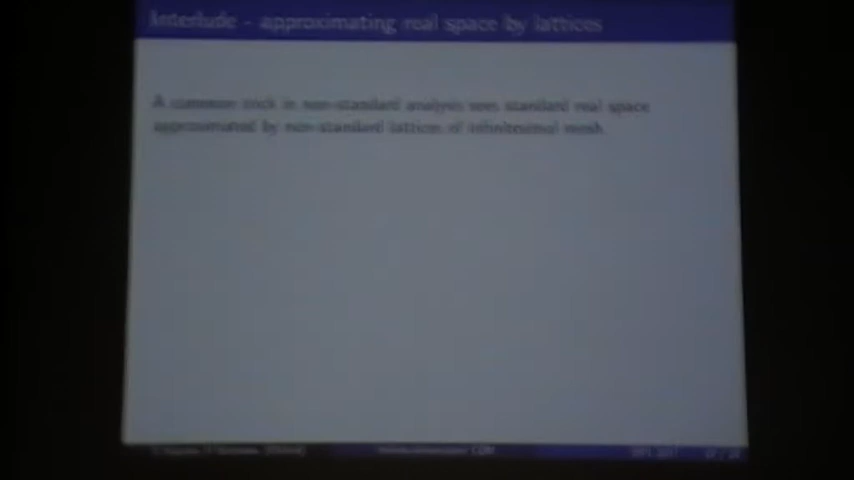 Interlude - approximating real space by lattices
A common trick in non-standard analysis sees standard real space
approximated by non-standard lattices of infinitesimal mesh.